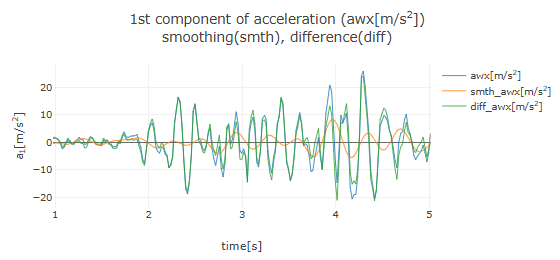 1st component of acceleration (awx[m/s²])
smoothing(smth), difference(diff)
awx[m/s²]
smth_awx[m/s²]
diff_awx[m/s²]
a₁[m/s²]
20
10
0
−10
−20
1
2
3
4
5
time[s]